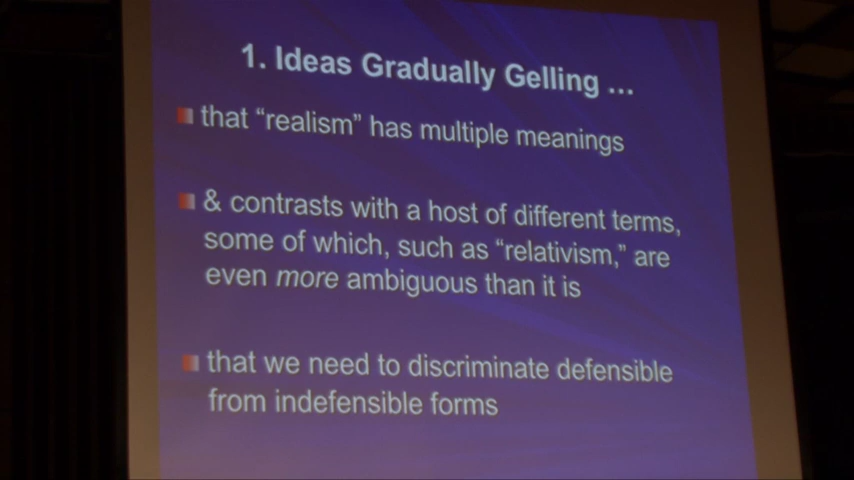 1. Ideas Gradually Gelling ...
that “realism” has multiple meanings
& contrasts with a host of different terms,
some of which, such as “relativism,” are
even more ambiguous than it is
that we need to discriminate defensible
from indefensible forms